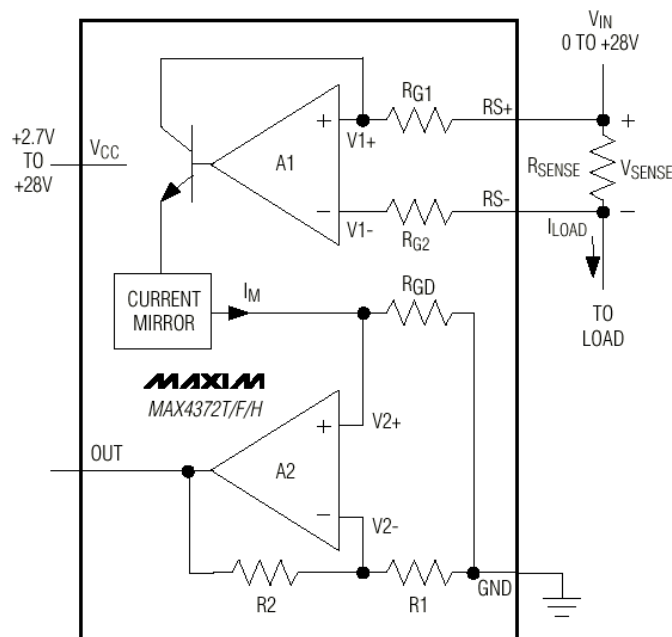 VIN
0 TO +28V
RG1
RS+
+
V1+
+
+2.7V
TO
+28V
VCC
A1
RSENSE
VSENSE
RS-
−
V1-
RG2
−
ILOAD
CURRENT
MIRROR
IM
RGD
TO
LOAD
MAXIM
MAX4372T/F/H
+
V2+
OUT
A2
−
V2-
R2
R1
GND